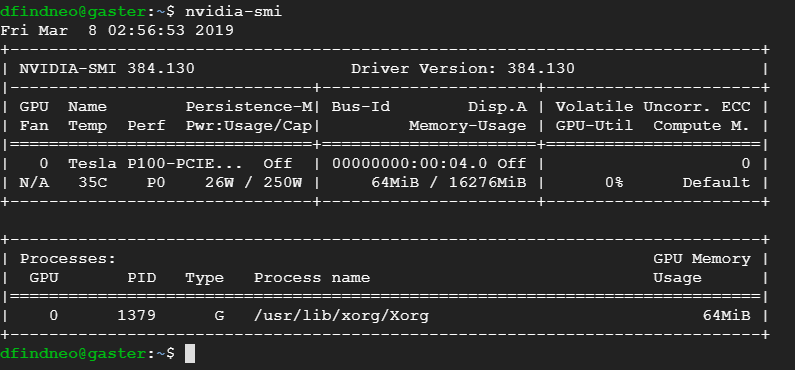 dfindneo@gaster:~$ nvidia-smi
Fri Mar  8 02:56:53 2019
+-----------------------------------------------------------------------------+
| NVIDIA-SMI 384.130                Driver Version: 384.130                   |
|-------------------------------+----------------------+----------------------+
| GPU  Name        Persistence-M| Bus-Id        Disp.A | Volatile Uncorr. ECC |
| Fan  Temp  Perf  Pwr:Usage/Cap|         Memory-Usage | GPU-Util  Compute M. |
|===============================+======================+======================|
|   0  Tesla P100-PCIE...  Off  | 00000000:00:04.0 Off |                    0 |
| N/A   35C    P0    26W / 250W |     64MiB / 16276MiB |      0%      Default |
+-------------------------------+----------------------+----------------------+

+-----------------------------------------------------------------------------+
| Processes:                                                       GPU Memory |
|  GPU       PID   Type   Process name                             Usage      |
|=============================================================================|
|    0      1379      G   /usr/lib/xorg/Xorg                            64MiB |
+-----------------------------------------------------------------------------+
dfindneo@gaster:~$